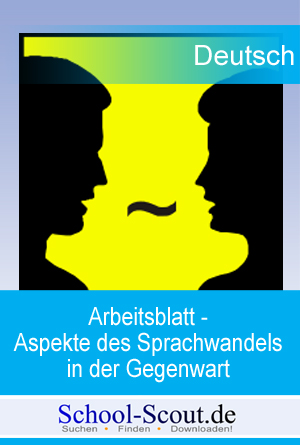 Deutsch
~
Arbeitsblatt -
Aspekte des Sprachwandels
in der Gegenwart
School-Scout.de
Suchen • Finden • Downloaden!